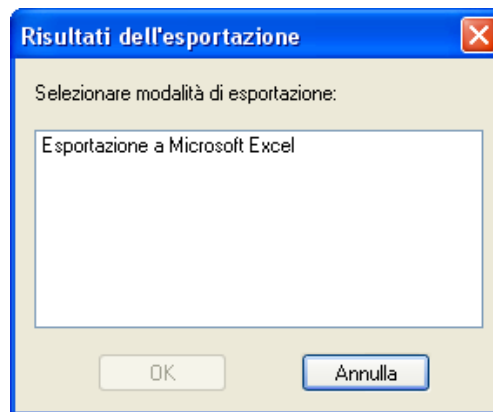 Risultati dell'esportazione
Selezionare modalità di esportazione:
Esportazione a Microsoft Excel
OK
Annulla